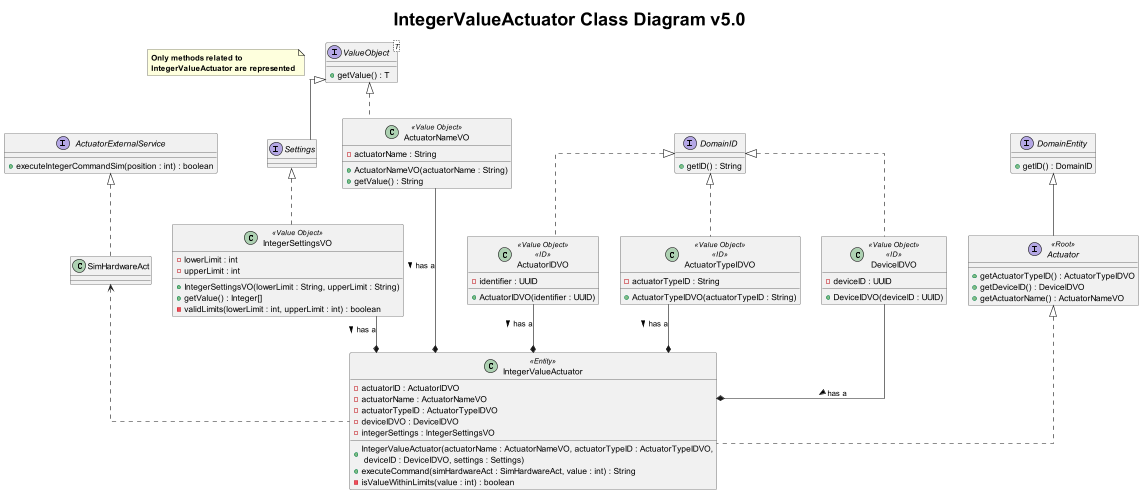 IntegerValueActuator Class Diagram v5.0
Only methods related to
IntegerValueActuator are represented
I ValueObject
T
getValue() : T
I ActuatorExternalService
executeIntegerCommandSim(position : int) : boolean
I Settings
«Value Object»
C ActuatorNameVO
actuatorName : String
ActuatorNameVO(actuatorName : String)
getValue() : String
I DomainID
getID() : String
I DomainEntity
getID() : DomainID
C SimHardwareAct
«Value Object»
C IntegerSettingsVO
lowerLimit : int
upperLimit : int
IntegerSettingsVO(lowerLimit : String, upperLimit : String)
getValue() : Integer[]
validLimits(lowerLimit : int, upperLimit : int) : boolean
«Value Object»
«ID»
C ActuatorIDVO
identifier : UUID
ActuatorIDVO(identifier : UUID)
«Value Object»
«ID»
C ActuatorTypeIDVO
actuatorTypeID : String
ActuatorTypeIDVO(actuatorTypeID : String)
«Value Object»
«ID»
C DeviceIDVO
deviceID : UUID
DeviceIDVO(deviceID : UUID)
«Root»
I Actuator
getActuatorTypeID() : ActuatorTypeIDVO
getDeviceID() : DeviceIDVO
getActuatorName() : ActuatorNameVO
has a
has a
has a
has a
has a
«Entity»
C IntegerValueActuator
actuatorID : ActuatorIDVO
actuatorName : ActuatorNameVO
actuatorTypeID : ActuatorTypeIDVO
deviceIDVO : DeviceIDVO
integerSettings : IntegerSettingsVO
IntegerValueActuator(actuatorName : ActuatorNameVO, actuatorTypeID : ActuatorTypeIDVO,
deviceID : DeviceIDVO, settings : Settings)
executeCommand(simHardwareAct : SimHardwareAct, value : int) : String
isValueWithinLimits(value : int) : boolean